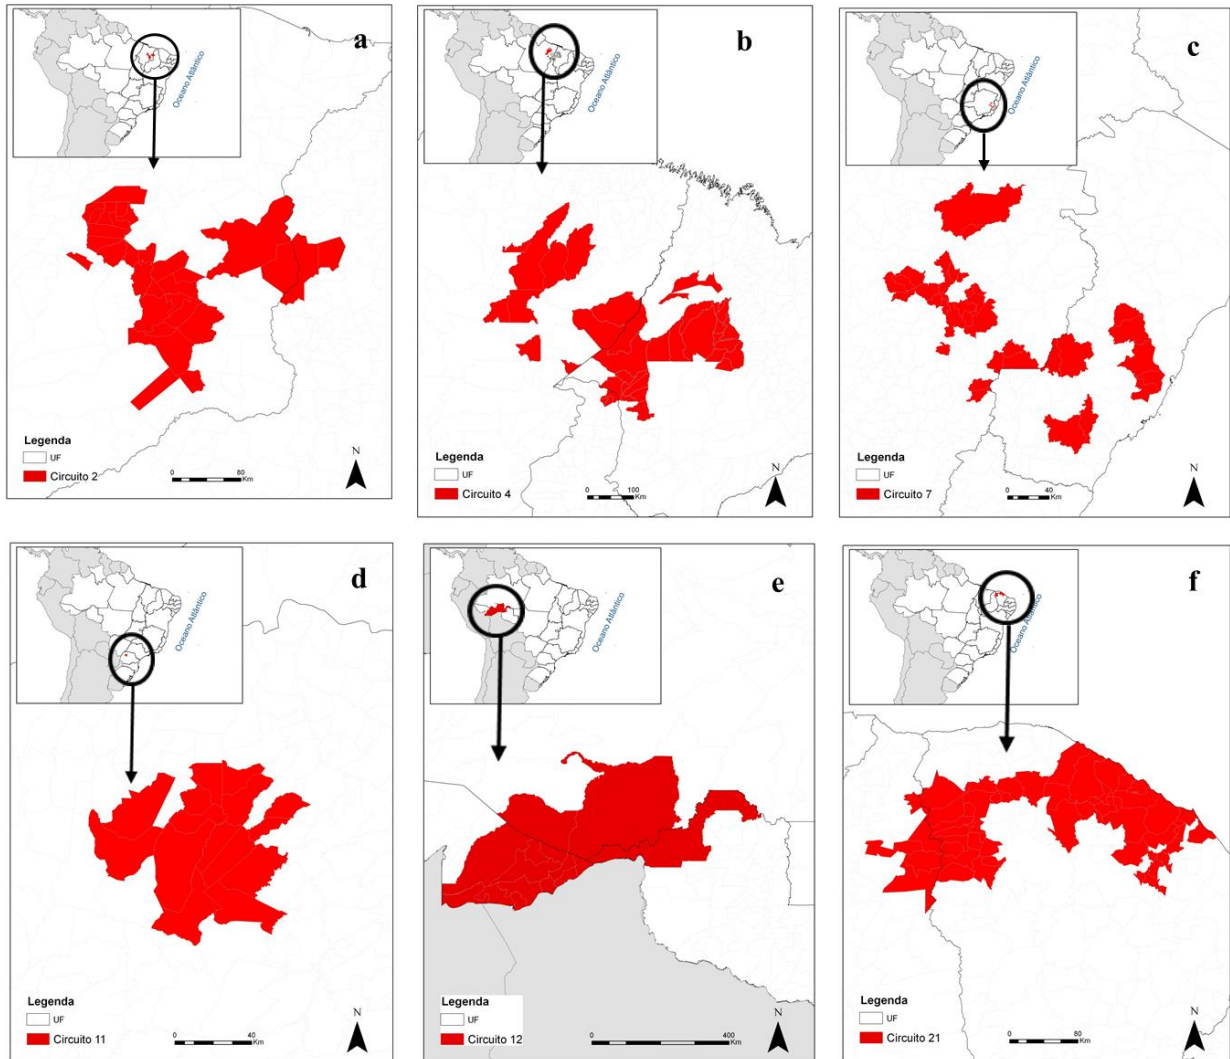 a
Oceano Atlântico
Legenda
UF
Circuito 2
0 80
Km
N
b
Oceano Atlântico
Legenda
UF
Circuito 4
0 100
Km
N
c
Oceano Atlântico
Legenda
UF
Circuito 7
0 40
Km
N
d
Oceano Atlântico
Legenda
UF
Circuito 11
0 40
Km
N
e
Oceano Atlântico
Legenda
UF
Circuito 12
0 400
Km
N
f
Oceano Atlântico
Legenda
UF
Circuito 21
0 80
Km
N